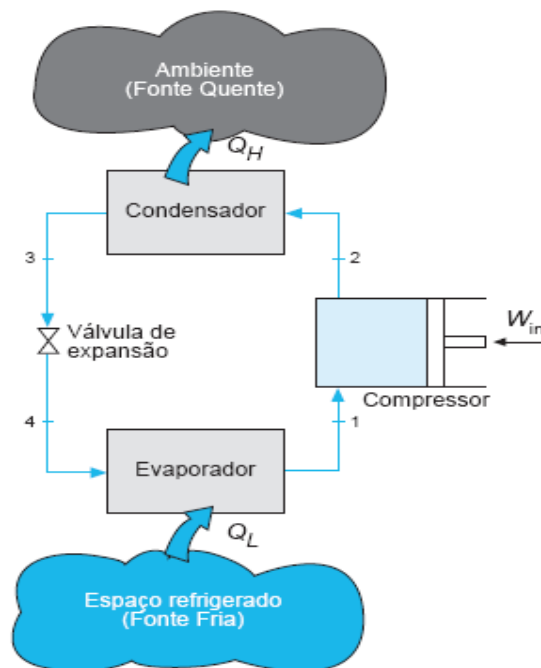 Ambiente
(Fonte Quente)
Q_H
Condensador
3
2
Válvula de
expansão
W_in
Compressor
4
1
Evaporador
Q_L
Espaço refrigerado
(Fonte Fria)